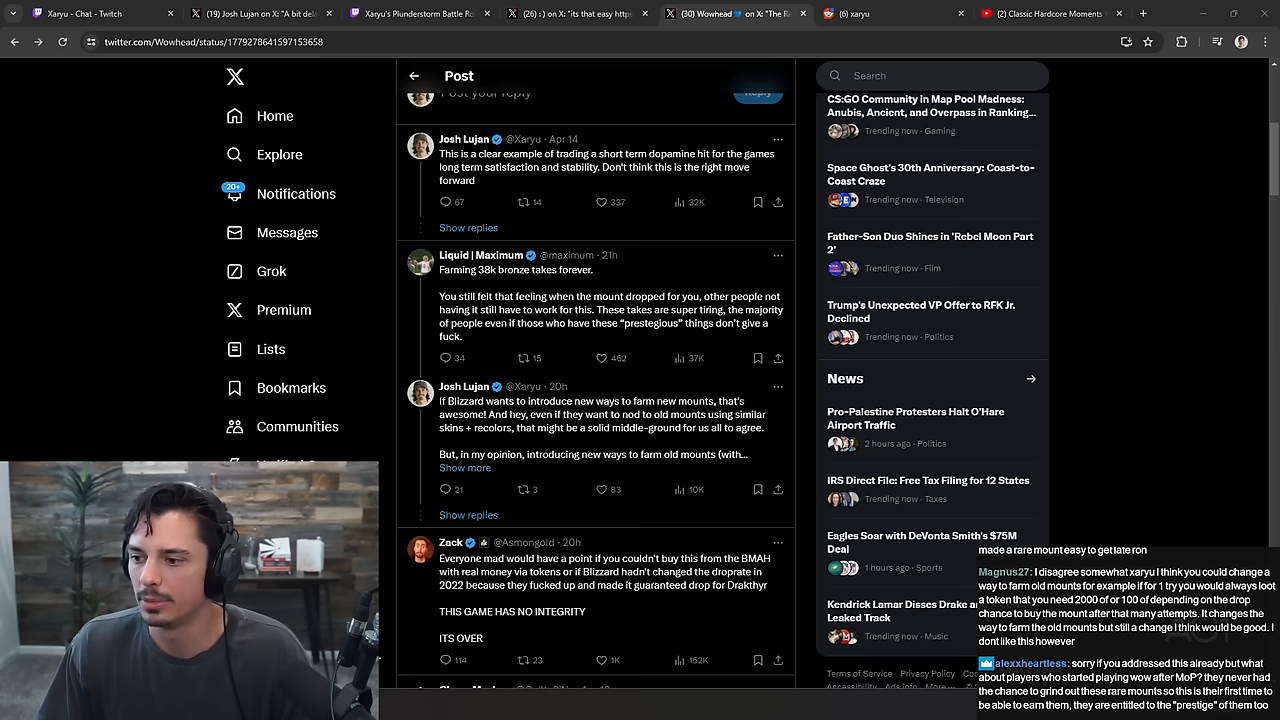 Xaryu - Chat - Twitch
(19) Josh Lujan on X: "A bit del
Xaryu's Plunderstorm Battle Ro
(26) : ) on X: "its that easy http
(30) Wowhead on X: "The R
(6) xaryu
(2) Classic Hardcore Moments
twitter.com/Wowhead/status/1779278641597153658
Home
Explore
20+
Notifications
Messages
Grok
Premium
Lists
Bookmarks
Communities
Post
Post your reply
Reply
Josh Lujan @Xaryu · Apr 14
This is a clear example of trading a short term dopamine hit for the games
long term satisfaction and stability. Don't think this is the right move
forward
67 14 337 32K
Show replies
Liquid | Maximum @maximum · 21h
Farming 38k bronze takes forever.
You still felt that feeling when the mount dropped for you, other people not
having it still have to work for this. These takes are super tiring, the majority
of people even if those who have these "prestegious" things don't give a
fuck.
34 15 462 37K
Josh Lujan @Xaryu · 20h
If Blizzard wants to introduce new ways to farm new mounts, that's
awesome! And hey, even if they want to nod to old mounts using similar
skins + recolors, that might be a solid middle-ground for us all to agree.
But, in my opinion, introducing new ways to farm old mounts (with...
Show more
21 3 83 10K
Show replies
Zack @Asmongold · 20h
Everyone mad would have a point if you couldn't buy this from the BMAH
with real money via tokens or if Blizzard hadn't changed the droprate in
2022 because they fucked up and made it guaranteed drop for Drakthyr
THIS GAME HAS NO INTEGRITY
ITS OVER
114 23 1K 152K
Search
CS:GO Community in Map Pool Madness:
Anubis, Ancient, and Overpass in Ranking...
Trending now · Gaming
Space Ghost's 30th Anniversary: Coast-to-
Coast Craze
Trending now · Television
Father-Son Duo Shines in 'Rebel Moon Part
2'
Trending now · Film
Trump's Unexpected VP Offer to RFK Jr.
Declined
Trending now · Politics
News
Pro-Palestine Protesters Halt O'Hare
Airport Traffic
2 hours ago · Politics
IRS Direct File: Free Tax Filing for 12 States
Trending now · Taxes
Eagles Soar with DeVonta Smith's $75M
Deal
1 hours ago · Sports
Kendrick Lamar Disses Drake
Leaked Track
Trending now · Music
Terms of Service Privacy Policy
Accessibility Ads info More ...
made a rare mount easy to get late ron
Magnus27: I disagree somewhat xaryu I think you could change a
way to farm old mounts for example if for 1 try you would always loot
a token that you need 2000 of or 100 of depending on the drop
chance to buy the mount after that many attempts. It changes the
way to farm the old mounts but still a change I think would be good. I
dont like this however
alexxheartless: sorry if you addressed this already but what
about players who started playing wow after MoP? they never had
the chance to grind out these rare mounts so this is their first time to
be able to earn them, they are entitled to the "prestige" of them too